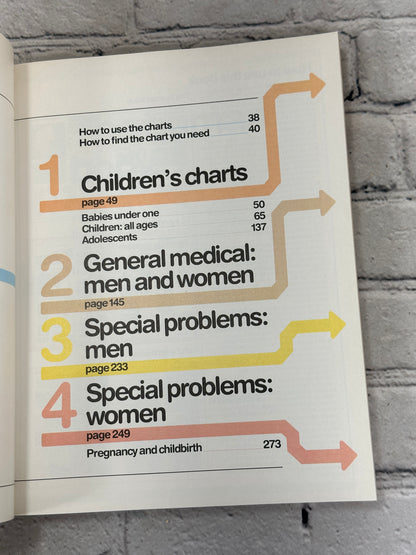 How to use the charts 38
How to find the chart you need 40
1 Children's charts
page 49
Babies under one 50
Children: all ages 65
Adolescents 137
2 General medical:
men and women
page 145
3 Special problems:
men
page 233
4 Special problems:
women
page 249
Pregnancy and childbirth 273